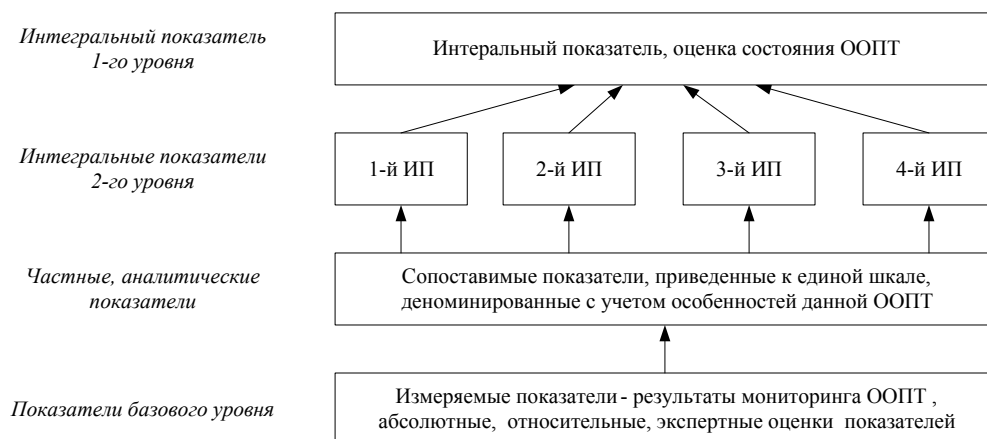 Интегральный показатель
1-го уровня
Интеральный показатель, оценка состояния ООПТ
Интегральные показатели
2-го уровня
1-й ИП
2-й ИП
3-й ИП
4-й ИП
Частные, аналитические
показатели
Сопоставимые показатели, приведенные к единой шкале,
деноминированные с учетом особенностей данной ООПТ
Показатели базового уровня
Измеряемые показатели - результаты мониторинга ООПТ ,
абсолютные, относительные, экспертные оценки показателей